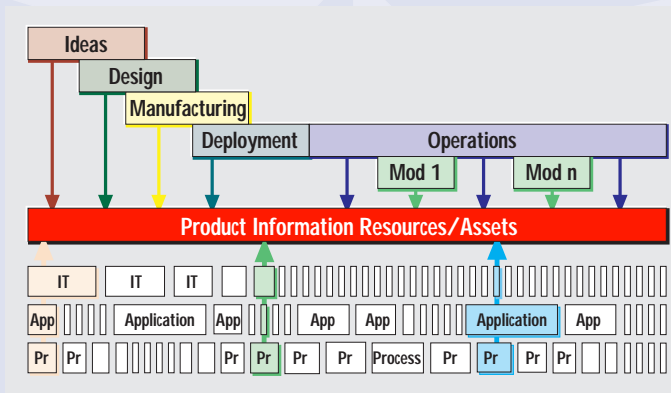 Ideas
Design
Manufacturing
Deployment Operations
Mod 1 Mod n
Product Information Resources/Assets
IT IT IT
App Application App App App Application App
Pr Pr Pr Pr Pr Pr Process Pr Pr Pr Pr